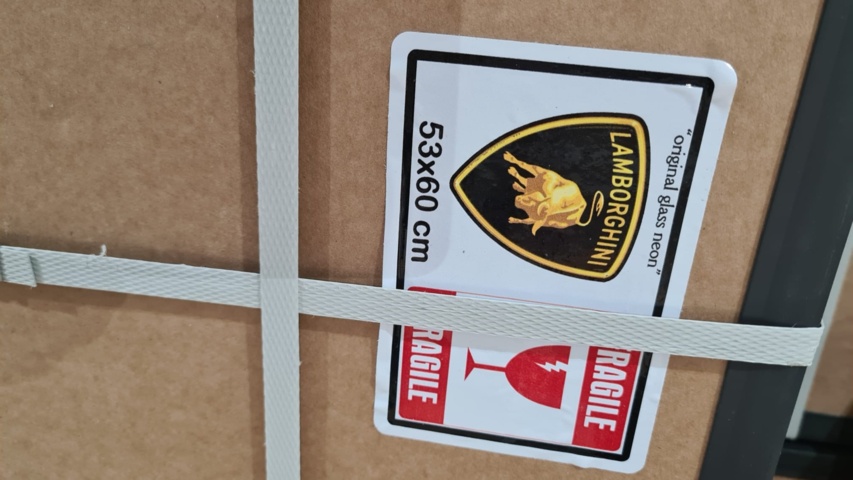 "original glass neon"
LAMBORGHINI
53x60 cm
FRAGILE
FRAGILE